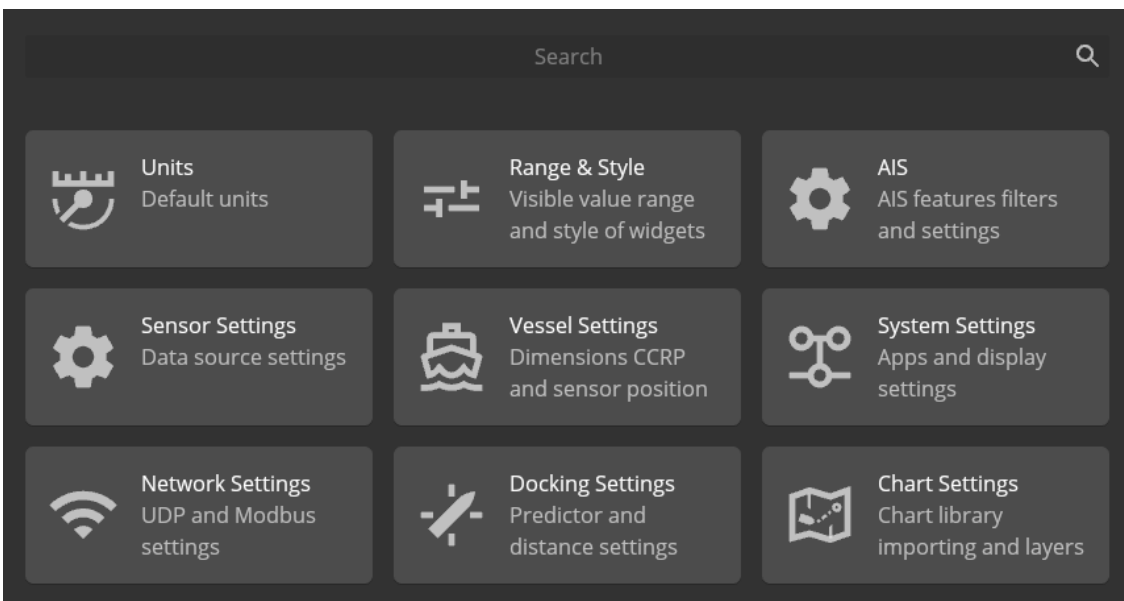 Search
Units
Default units
Range & Style
Visible value range
and style of widgets
AIS
AIS features filters
and settings
Sensor Settings
Data source settings
Vessel Settings
Dimensions CCRP
and sensor position
System Settings
Apps and display
settings
Network Settings
UDP and Modbus
settings
Docking Settings
Predictor and
distance settings
Chart Settings
Chart library
importing and layers